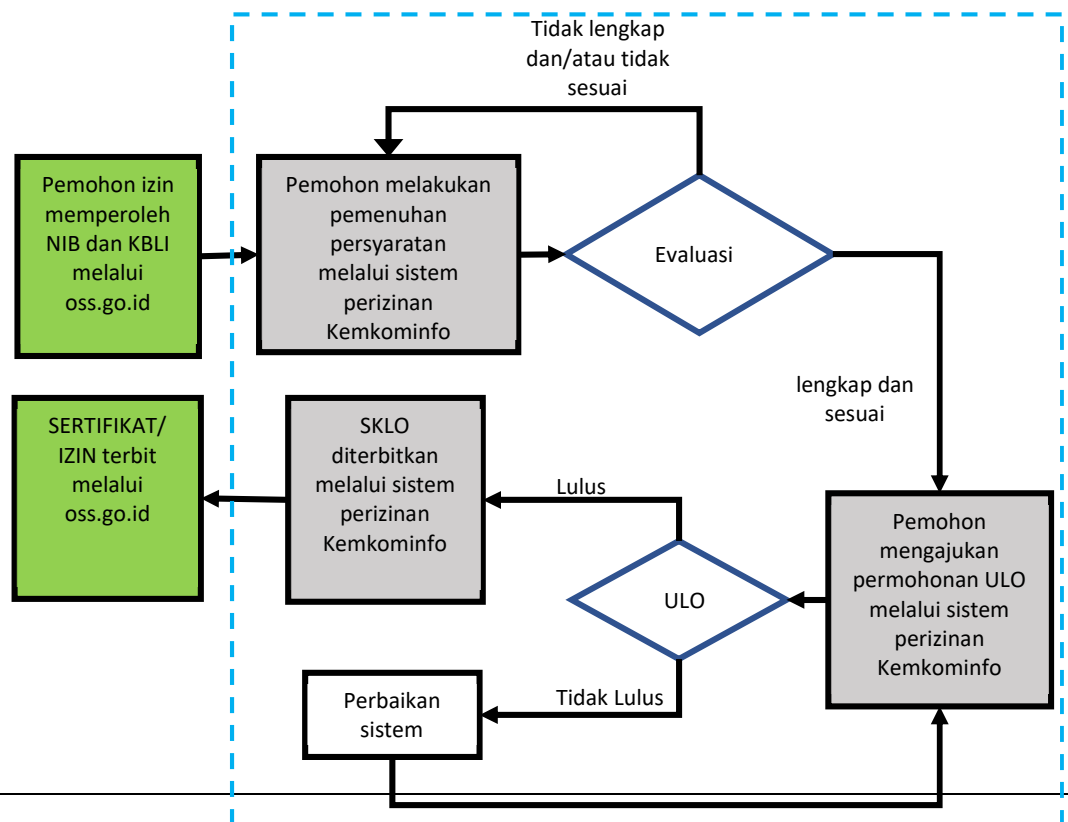 Tidak lengkap
dan/atau tidak
sesuai
Pemohon izin
memperoleh
NIB dan KBLI
melalui
oss.go.id
Pemohon melakukan
pemenuhan
persyaratan
melalui sistem
perizinan
Kemkominfo
Evaluasi
lengkap dan
sesuai
SERTIFIKAT/
IZIN terbit
melalui
oss.go.id
SKLO
diterbitkan
melalui sistem
perizinan
Kemkominfo
Lulus
ULO
Pemohon
mengajukan
permohonan ULO
melalui sistem
perizinan
Kemkominfo
Tidak Lulus
Perbaikan
sistem